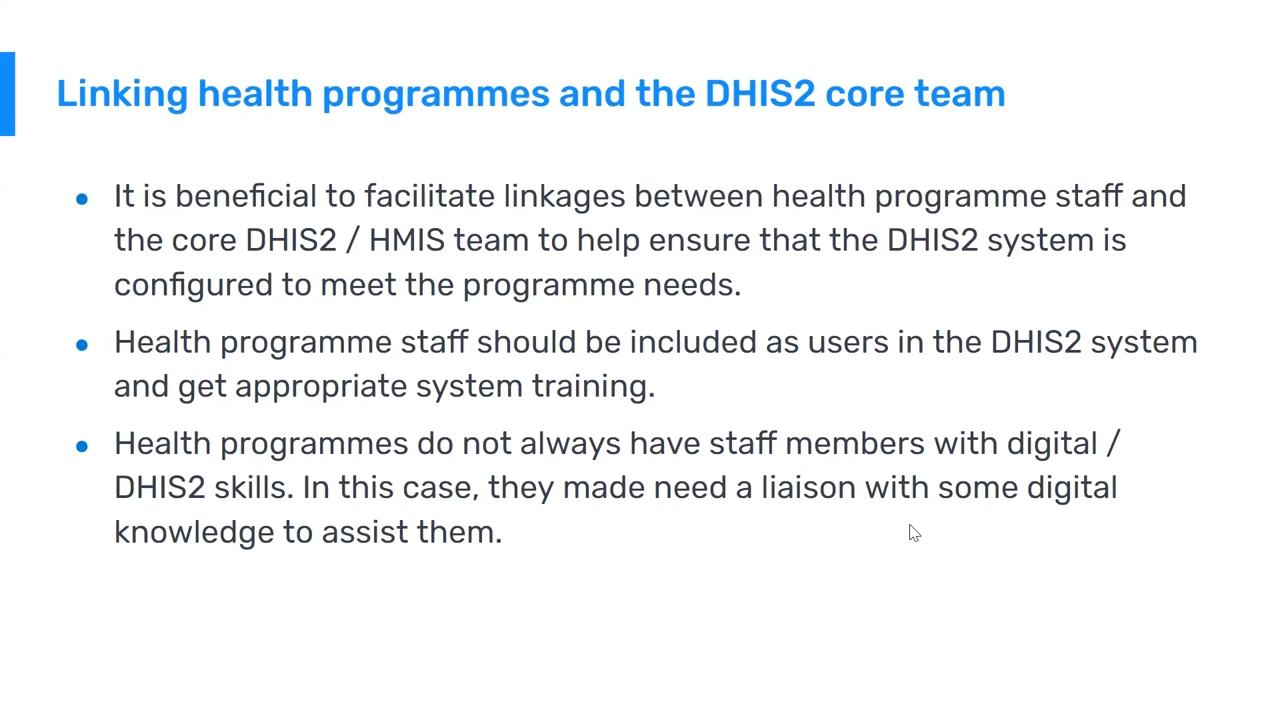 Linking health programmes and the DHIS2 core team
● It is beneficial to facilitate linkages between health programme staff and
the core DHIS2 / HMIS team to help ensure that the DHIS2 system is
configured to meet the programme needs.
● Health programme staff should be included as users in the DHIS2 system
and get appropriate system training.
● Health programmes do not always have staff members with digital /
DHIS2 skills. In this case, they made need a liaison with some digital
knowledge to assist them.